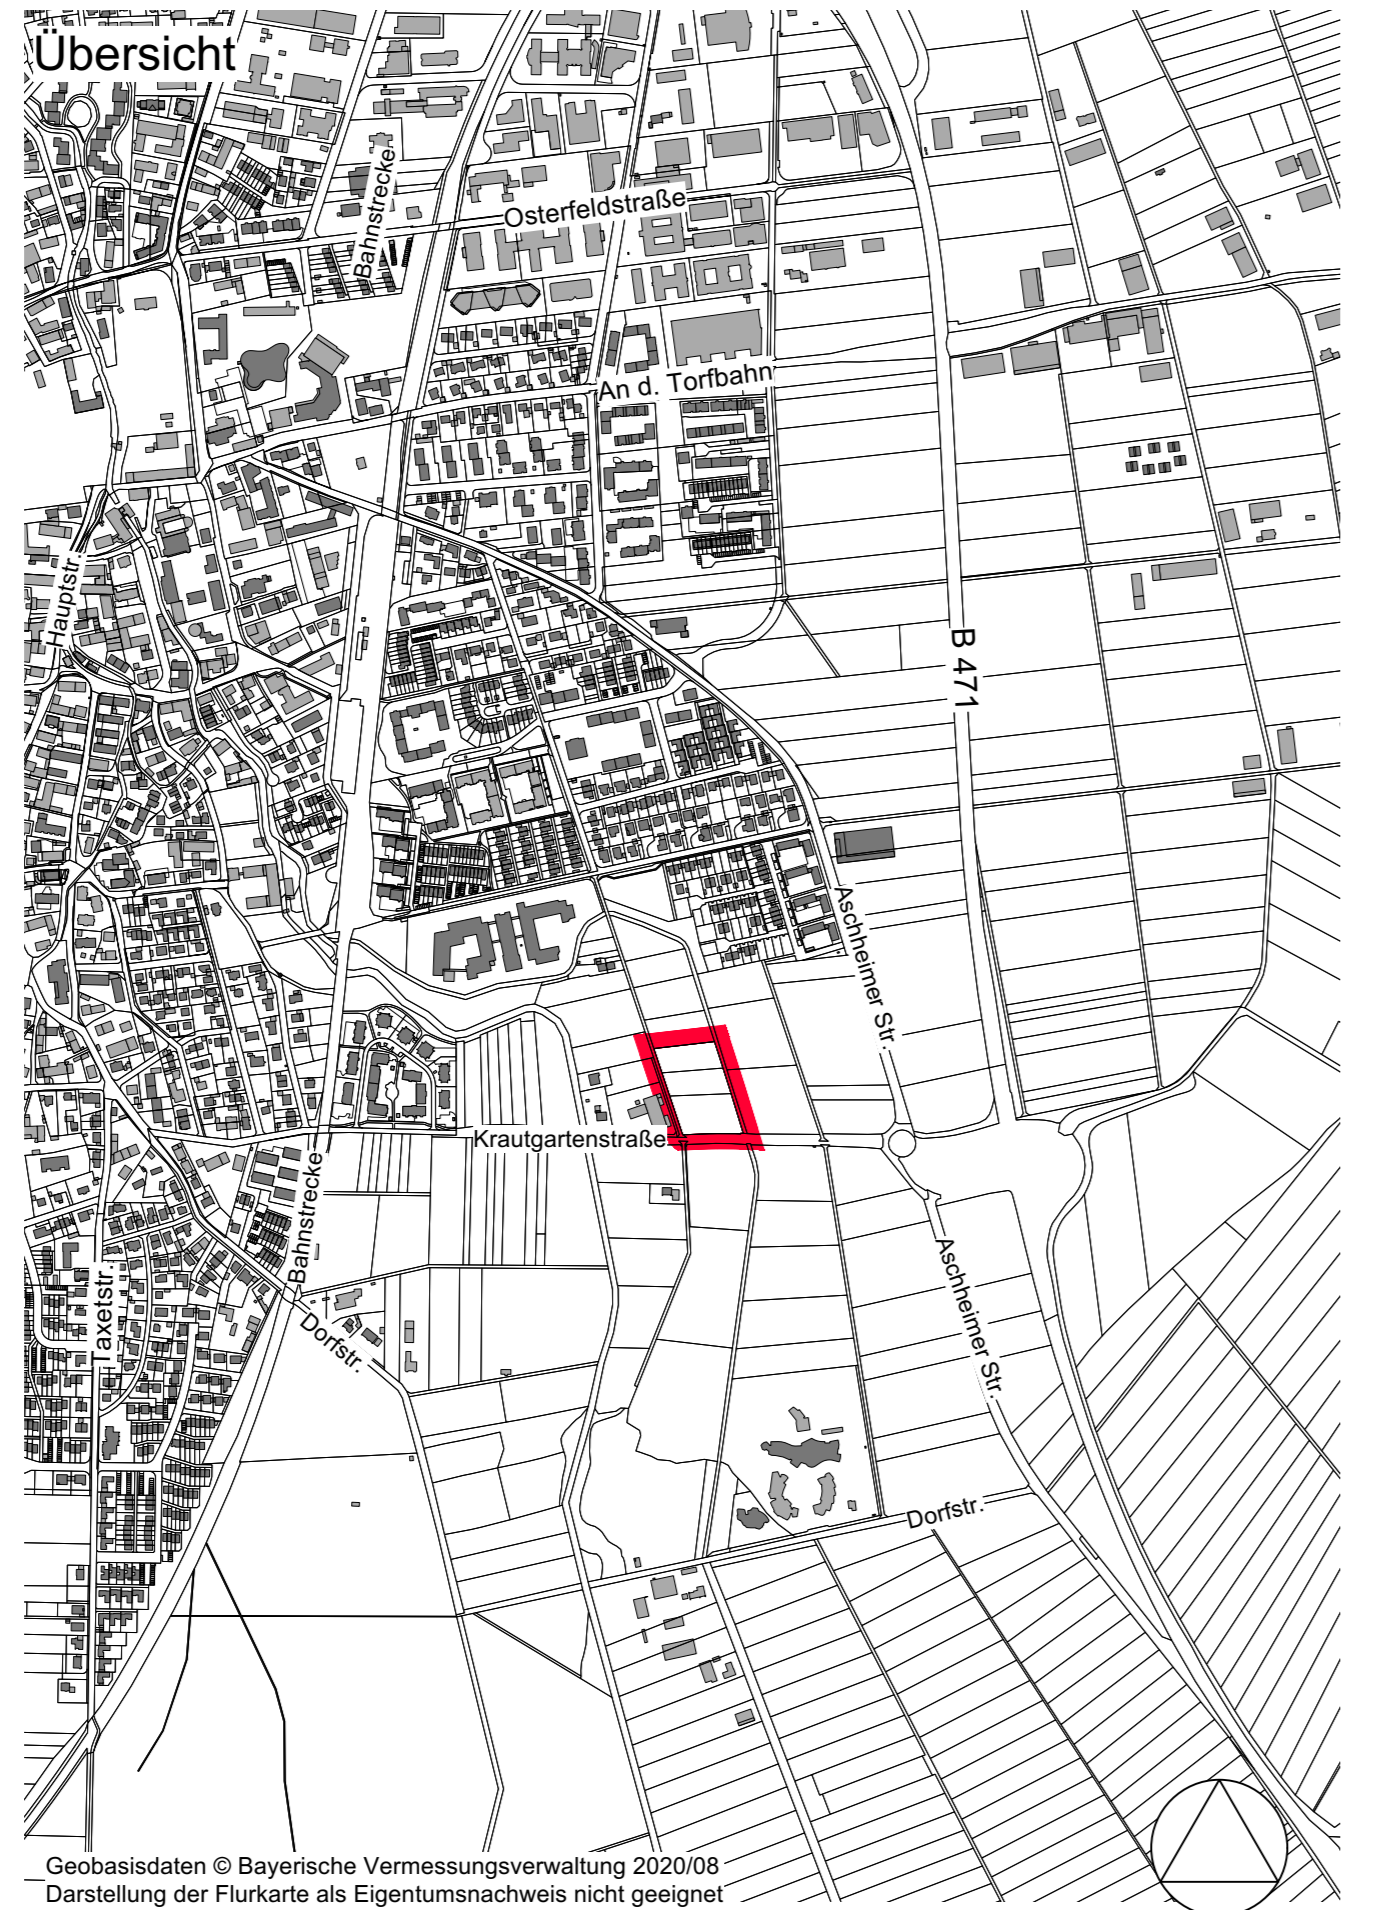 Übersicht
Bahnstrecke
Osterfeldstraße
An d. Torfbahn
Hauptstr.
B 471
Aschheimer Str.
Krautgartenstraße
Bahnstrecke
Taxetstr.
Dorfstr.
Aschheimer Str.
Dorfstr.
Geobasisdaten © Bayerische Vermessungsverwaltung 2020/08
Darstellung der Flurkarte als Eigentumsnachweis nicht geeignet